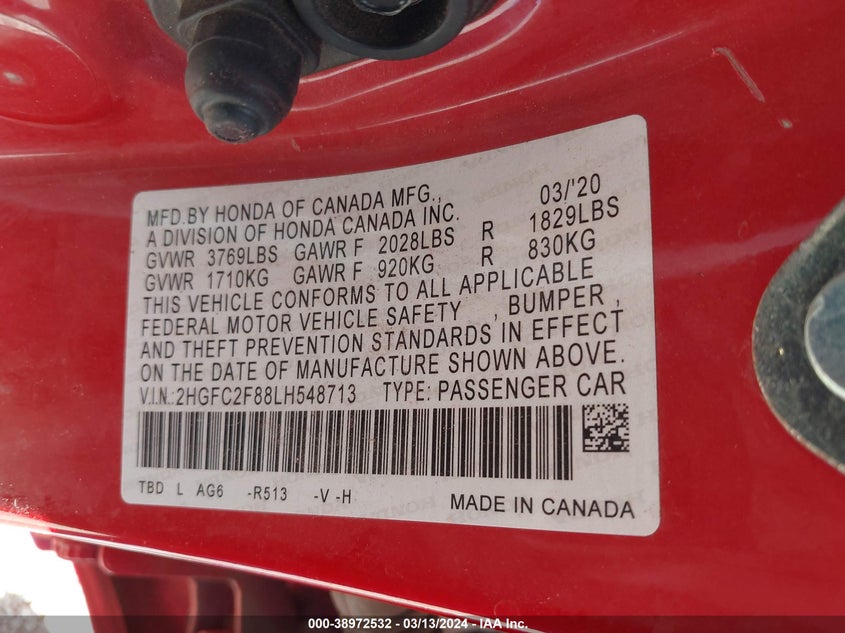 MFD.BY HONDA OF CANADA MFG., 03/'20
A DIVISION OF HONDA CANADA INC.
GVWR 3769LBS GAWR F 2028LBS R 1829LBS
GVWR 1710KG GAWR F 920KG R 830KG
THIS VEHICLE CONFORMS TO ALL APPLICABLE
FEDERAL MOTOR VEHICLE SAFETY , BUMPER ,
AND THEFT PREVENTION STANDARDS IN EFFECT
ON THE DATE OF MANUFACTURE SHOWN ABOVE.
V.I.N.:2HGFC2F88LH548713 TYPE: PASSENGER CAR
TBD L AG6 -R513 -V -H MADE IN CANADA
000-38972532 - 03/13/2024 - IAA Inc.